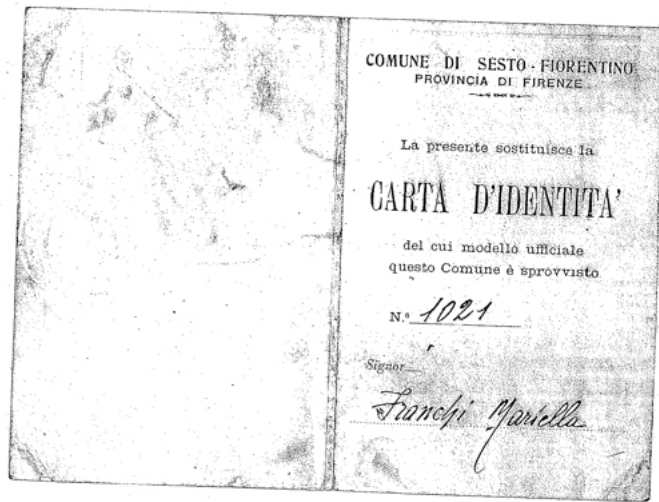 COMUNE DI SESTO-FIORENTINO
PROVINCIA DI FIRENZE
La presente sostituisce la
CARTA D'IDENTITA'
del cui modello ufficiale
questo Comune è sprovvisto
N.° 1021
Signor
Franchi Mariella